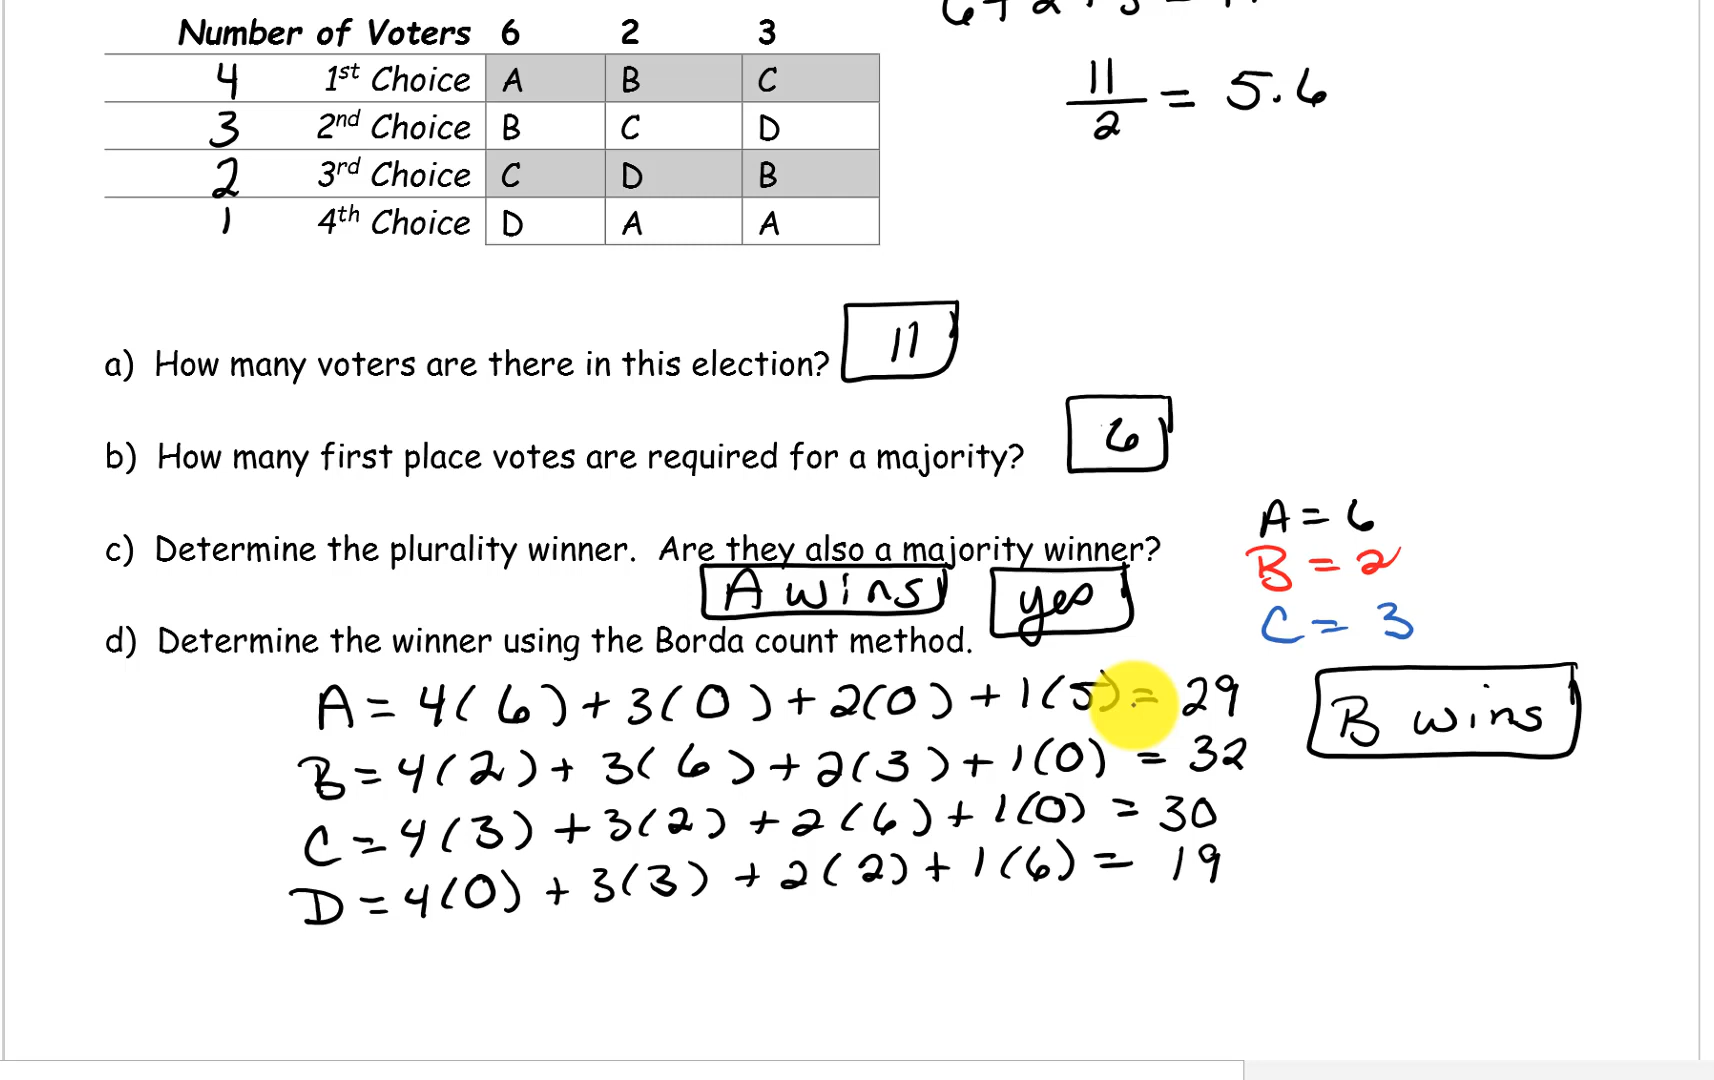 Number of Voters 6 2 3
4 1st Choice A B C
3 2nd Choice B C D
2 3rd Choice C D B
1 4th Choice D A A
11/2 = 5.6
a) How many voters are there in this election? 11
b) How many first place votes are required for a majority? 6
c) Determine the plurality winner. Are they also a majority winner?
A wins yes
A = 6
B = 2
C = 3
d) Determine the winner using the Borda count method.
A = 4(6) + 3(0) + 2(0) + 1(5) = 29
B = 4(2) + 3(6) + 2(3) + 1(0) = 32
C = 4(3) + 3(2) + 2(6) + 1(0) = 30
D = 4(0) + 3(3) + 2(2) + 1(6) = 19
B wins